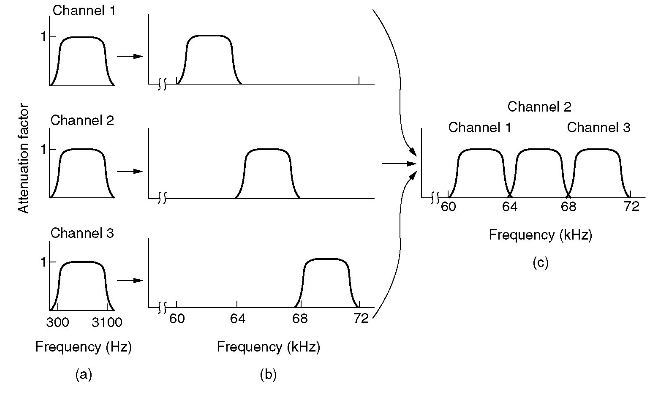 Channel 1
1
Channel 2
1
Channel 3
1
Attenuation factor
300 3100
Frequency (Hz)
(a)
60 64 68 72
Frequency (kHz)
(b)
Channel 2
Channel 1 Channel 3
60 64 68 72
Frequency (kHz)
(c)